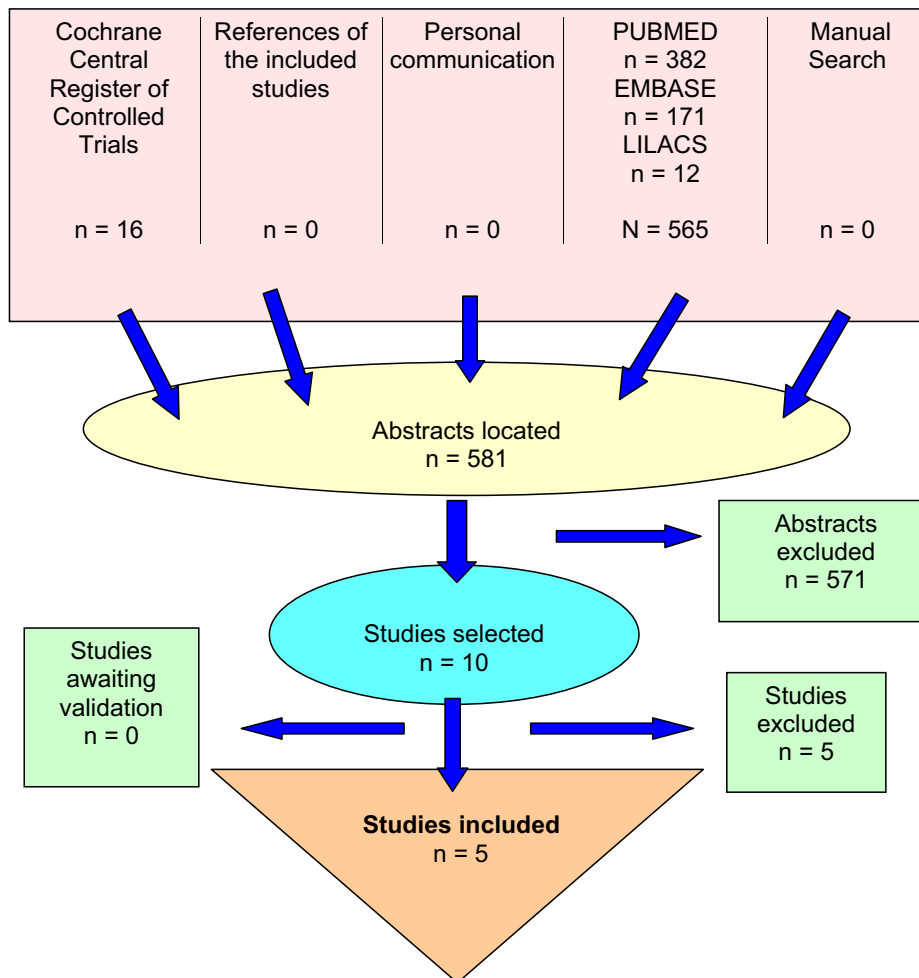 Cochrane
Central
Register of
Controlled
Trials
n = 16
References of
the included
studies
n = 0
Personal
communication
n = 0
PUBMED
n = 382
EMBASE
n = 171
LILACS
n = 12
N = 565
Manual
Search
n = 0
Abstracts located
n = 581
Abstracts
excluded
n = 571
Studies selected
n = 10
Studies
awaiting
validation
n = 0
Studies
excluded
n = 5
Studies included
n = 5